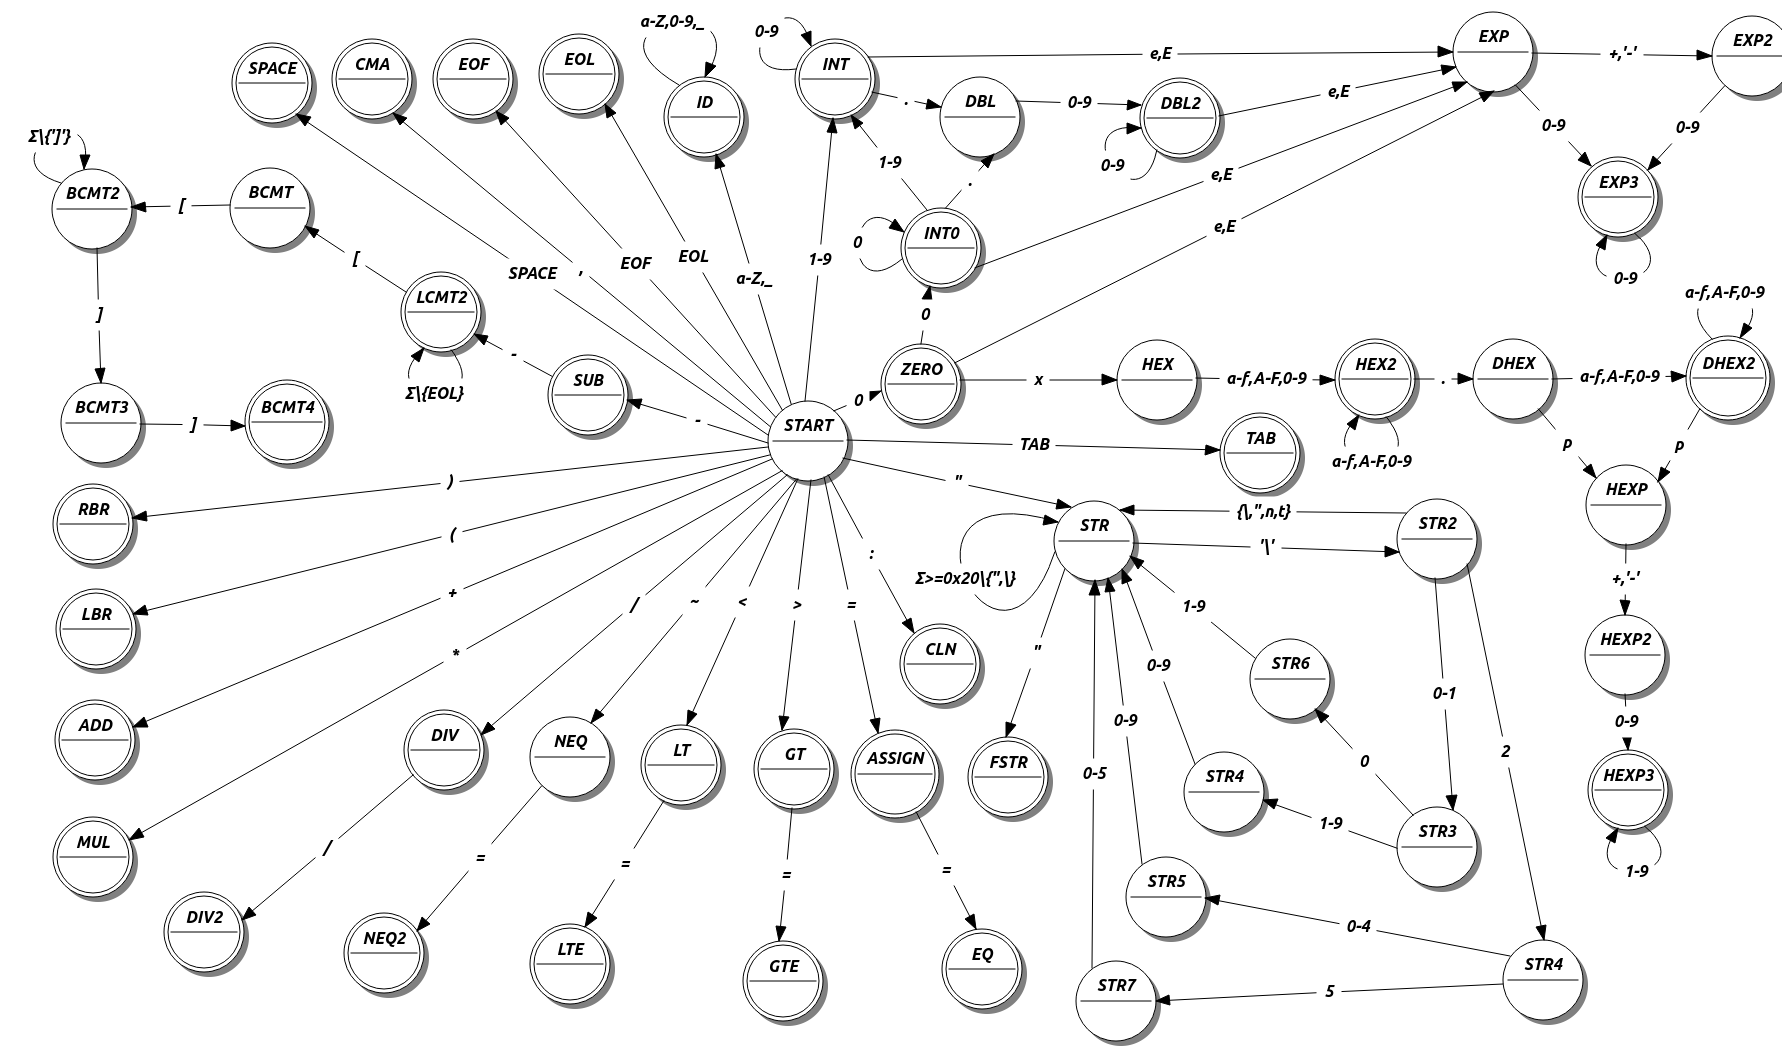 a-Z,0-9,_
0-9
SPACE
CMA
EOF
EOL
ID
INT
e,E
EXP
+,'-'
EXP2
.
DBL
0-9
DBL2
e,E
0-9
0-9
0-9
Σ\{']'}
BCMT2
[
BCMT
1-9
.
e,E
EXP3
0-9
INT0
0
e,E
SPACE
,
EOF
EOL
a-Z,_
1-9
[
LCMT2
Σ\{EOL}
-
0
a-f,A-F,0-9
]
SUB
ZERO
x
HEX
a-f,A-F,0-9
HEX2
.
DHEX
a-f,A-F,0-9
DHEX2
BCMT3
]
BCMT4
-
START
0
TAB
TAB
a-f,A-F,0-9
p
p
)
"
HEXP
RBR
(
STR
{\,",n,t}
'\'
STR2
Σ>=0x20\{",\}
:
+,'-'
LBR
+
/
~
<
>
=
1-9
*
CLN
"
0-9
STR6
0-1
HEXP2
ADD
DIV
NEQ
LT
GT
ASSIGN
FSTR
0-9
0-5
STR4
0
2
0-9
HEXP3
MUL
/
=
=
=
=
1-9
STR3
1-9
STR5
DIV2
NEQ2
LTE
GTE
EQ
0-4
STR7
5
STR4